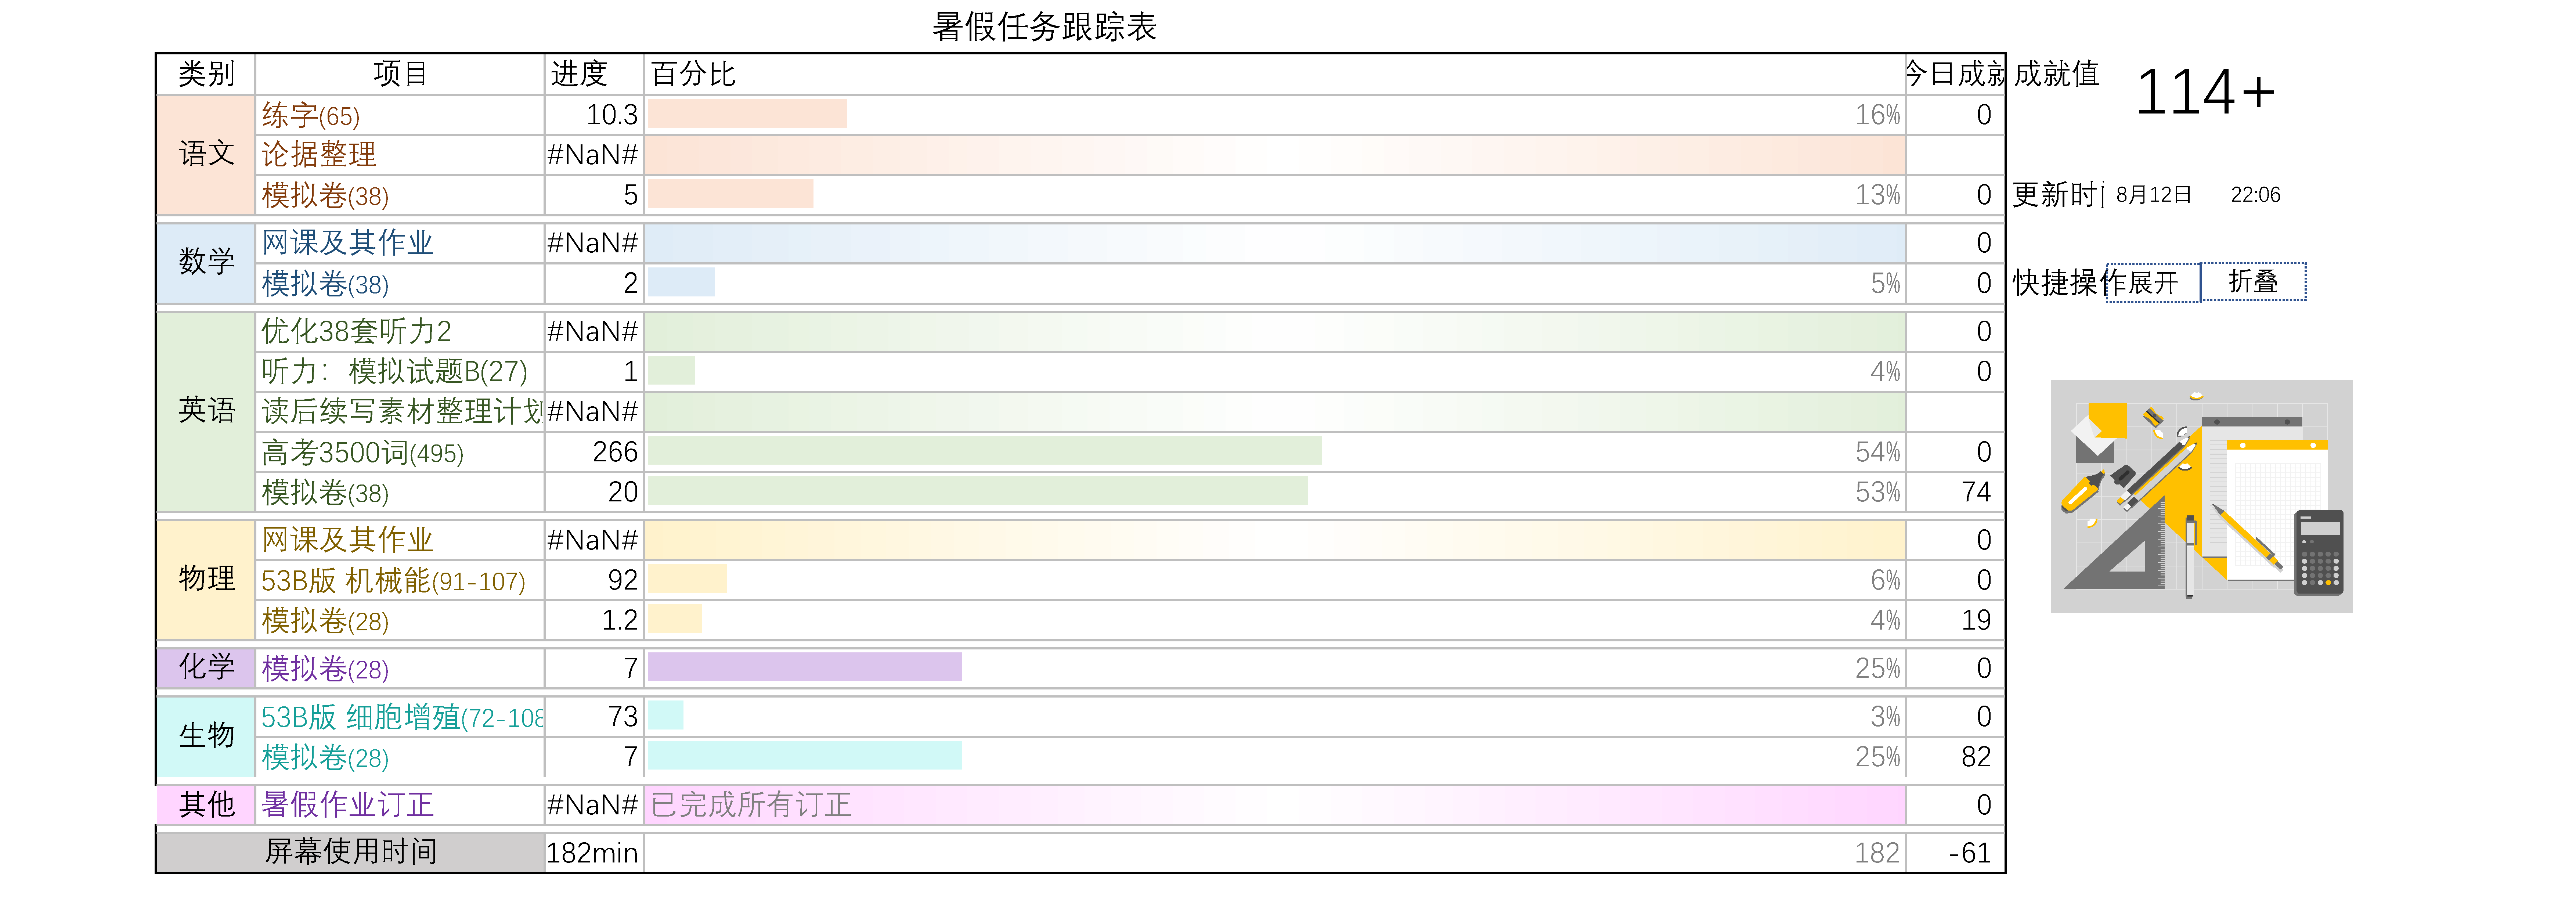 暑假任务跟踪表
类别 项目 进度 百分比 今日成就 成就值 114+
语文 练字(65) 10.3 16% 0
论据整理 #NaN#
模拟卷(38) 5 13% 0 更新时 8月12日 22:06
数学 网课及其作业 #NaN# 0
模拟卷(38) 2 5% 0 快捷操作 展开 折叠
英语 优化38套听力2 #NaN# 0
听力：模拟试题B(27) 1 4% 0
读后续写素材整理计划 #NaN#
高考3500词(495) 266 54% 0
模拟卷(38) 20 53% 74
物理 网课及其作业 #NaN# 0
53B版 机械能(91-107) 92 6% 0
模拟卷(28) 1.2 4% 19
化学 模拟卷(28) 7 25% 0
生物 53B版 细胞增殖(72-108 73 3% 0
模拟卷(28) 7 25% 82
其他 暑假作业订正 #NaN# 已完成所有订正 0
屏幕使用时间 182min 182 -61